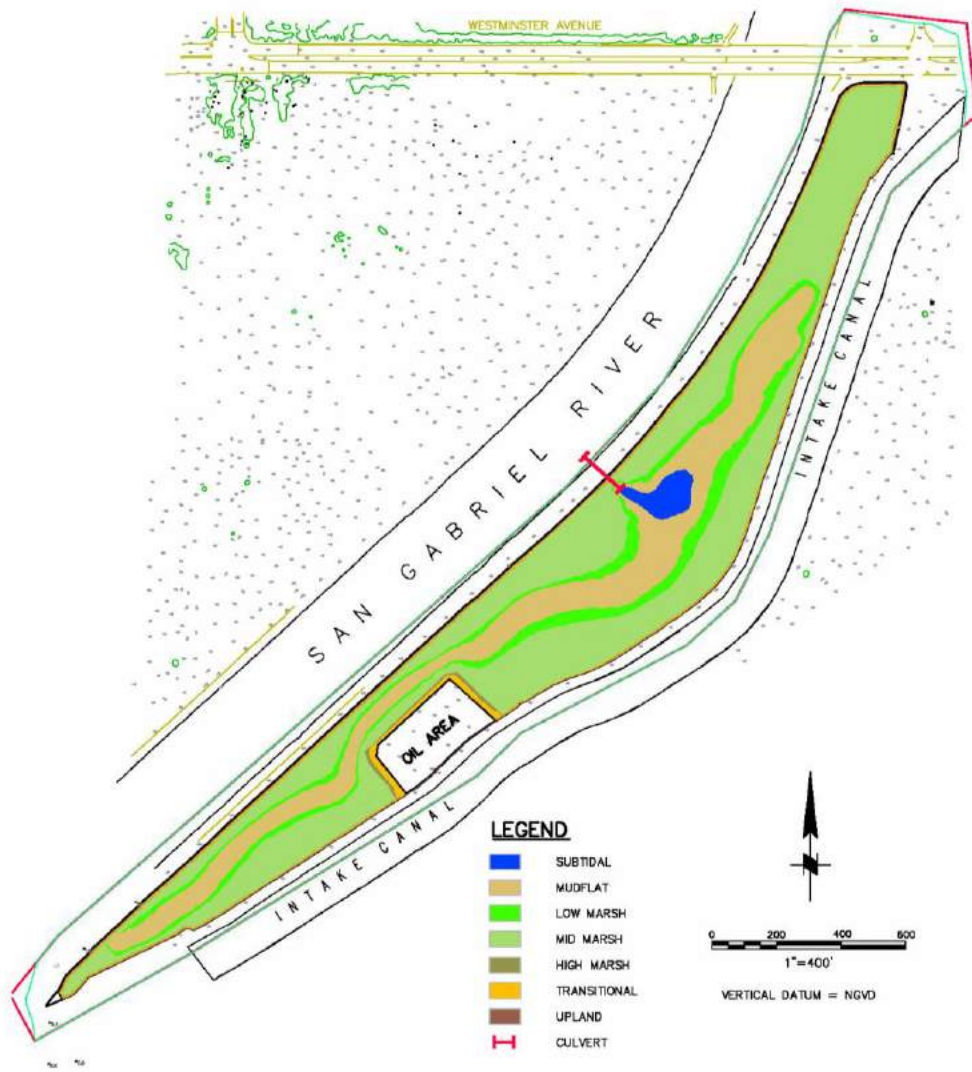 WESTMINSTER AVENUE
SAN GABRIEL RIVER
INTAKE CANAL
OIL AREA
INTAKE CANAL
LEGEND
SUBTIDAL
MUDFLAT
LOW MARSH
MID MARSH
HIGH MARSH
TRANSITIONAL
UPLAND
CULVERT
0 200 400 600
1"=400'
VERTICAL DATUM = NGVD